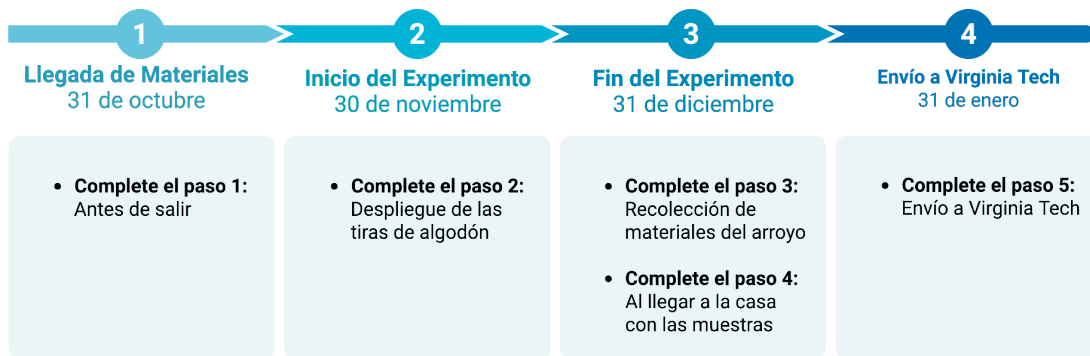 1
Llegada de Materiales
31 de octubre
• Complete el paso 1:
Antes de salir
2
Inicio del Experimento
30 de noviembre
• Complete el paso 2:
Despliegue de las
tiras de algodón
3
Fin del Experimento
31 de diciembre
• Complete el paso 3:
Recolección de
materiales del arroyo
• Complete el paso 4:
Al llegar a la casa
con las muestras
4
Envío a Virginia Tech
31 de enero
• Complete el paso 5:
Envío a Virginia Tech